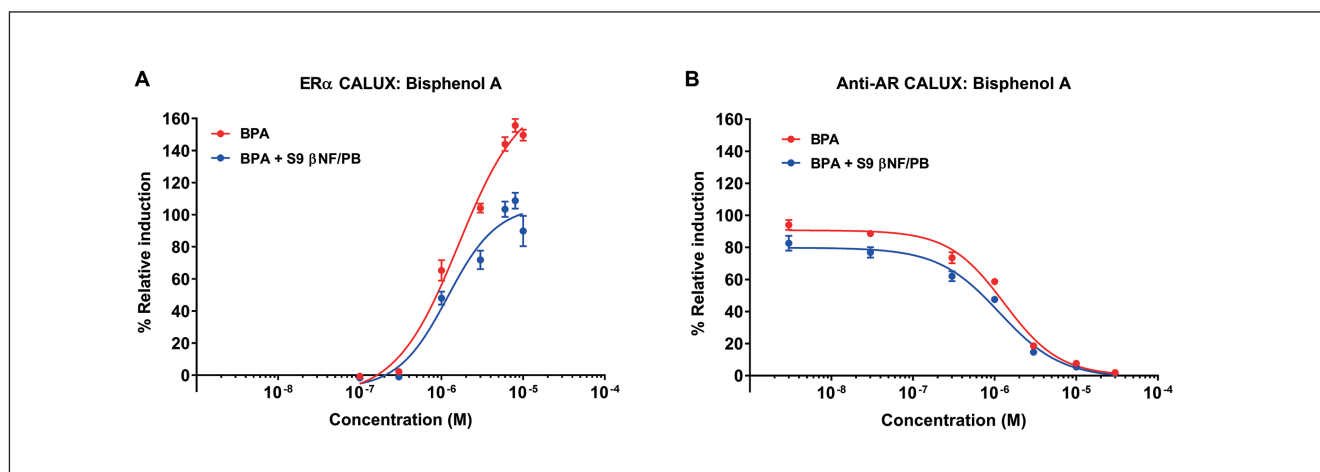 A
ERα CALUX: Bisphenol A
% Relative induction
160
140
120
100
80
60
40
20
0
BPA
BPA + S9 βNF/PB
10-8
10-7
10-6
10-5
10-4
Concentration (M)
B
Anti-AR CALUX: Bisphenol A
% Relative induction
160
140
120
100
80
60
40
20
0
BPA
BPA + S9 βNF/PB
10-8
10-7
10-6
10-5
10-4
Concentration (M)